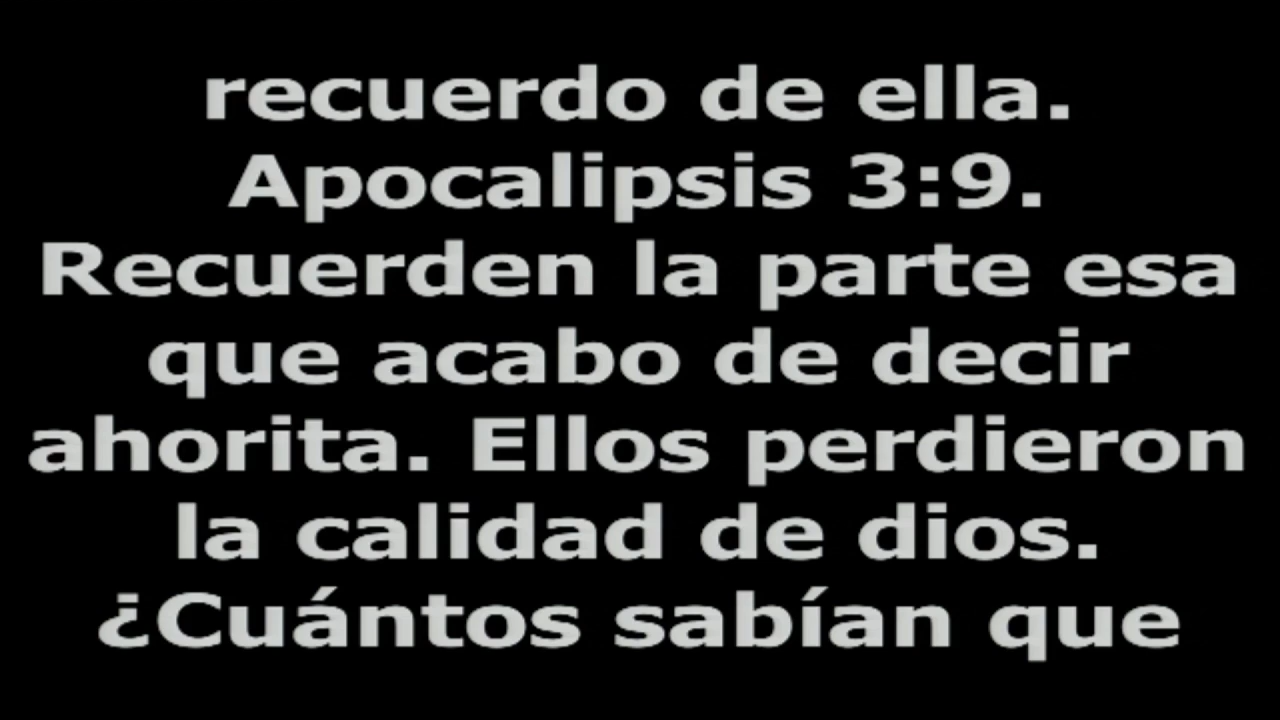 recuerdo de ella.
Apocalipsis 3:9.
Recuerden la parte esa
que acabo de decir
ahorita. Ellos perdieron
la calidad de dios.
¿Cuántos sabían que